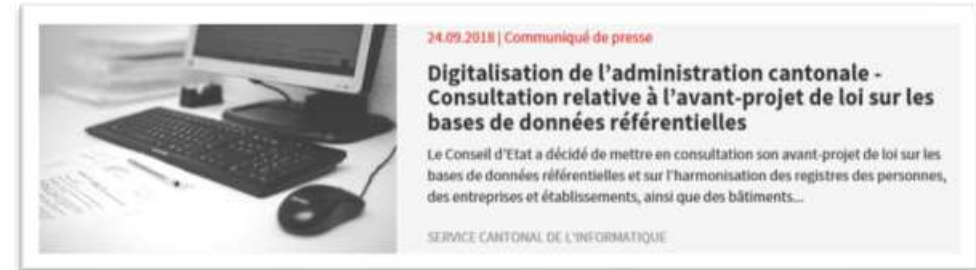 24.09.2018 | Communiqué de presse
Digitalisation de l'administration cantonale -
Consultation relative à l'avant-projet de loi sur les
bases de données référentielles
Le Conseil d'Etat a décidé de mettre en consultation son avant-projet de loi sur les
bases de données référentielles et sur l'harmonisation des registres des personnes,
des entreprises et établissements, ainsi que des bâtiments...
SERVICE CANTONAL DE L'INFORMATIQUE